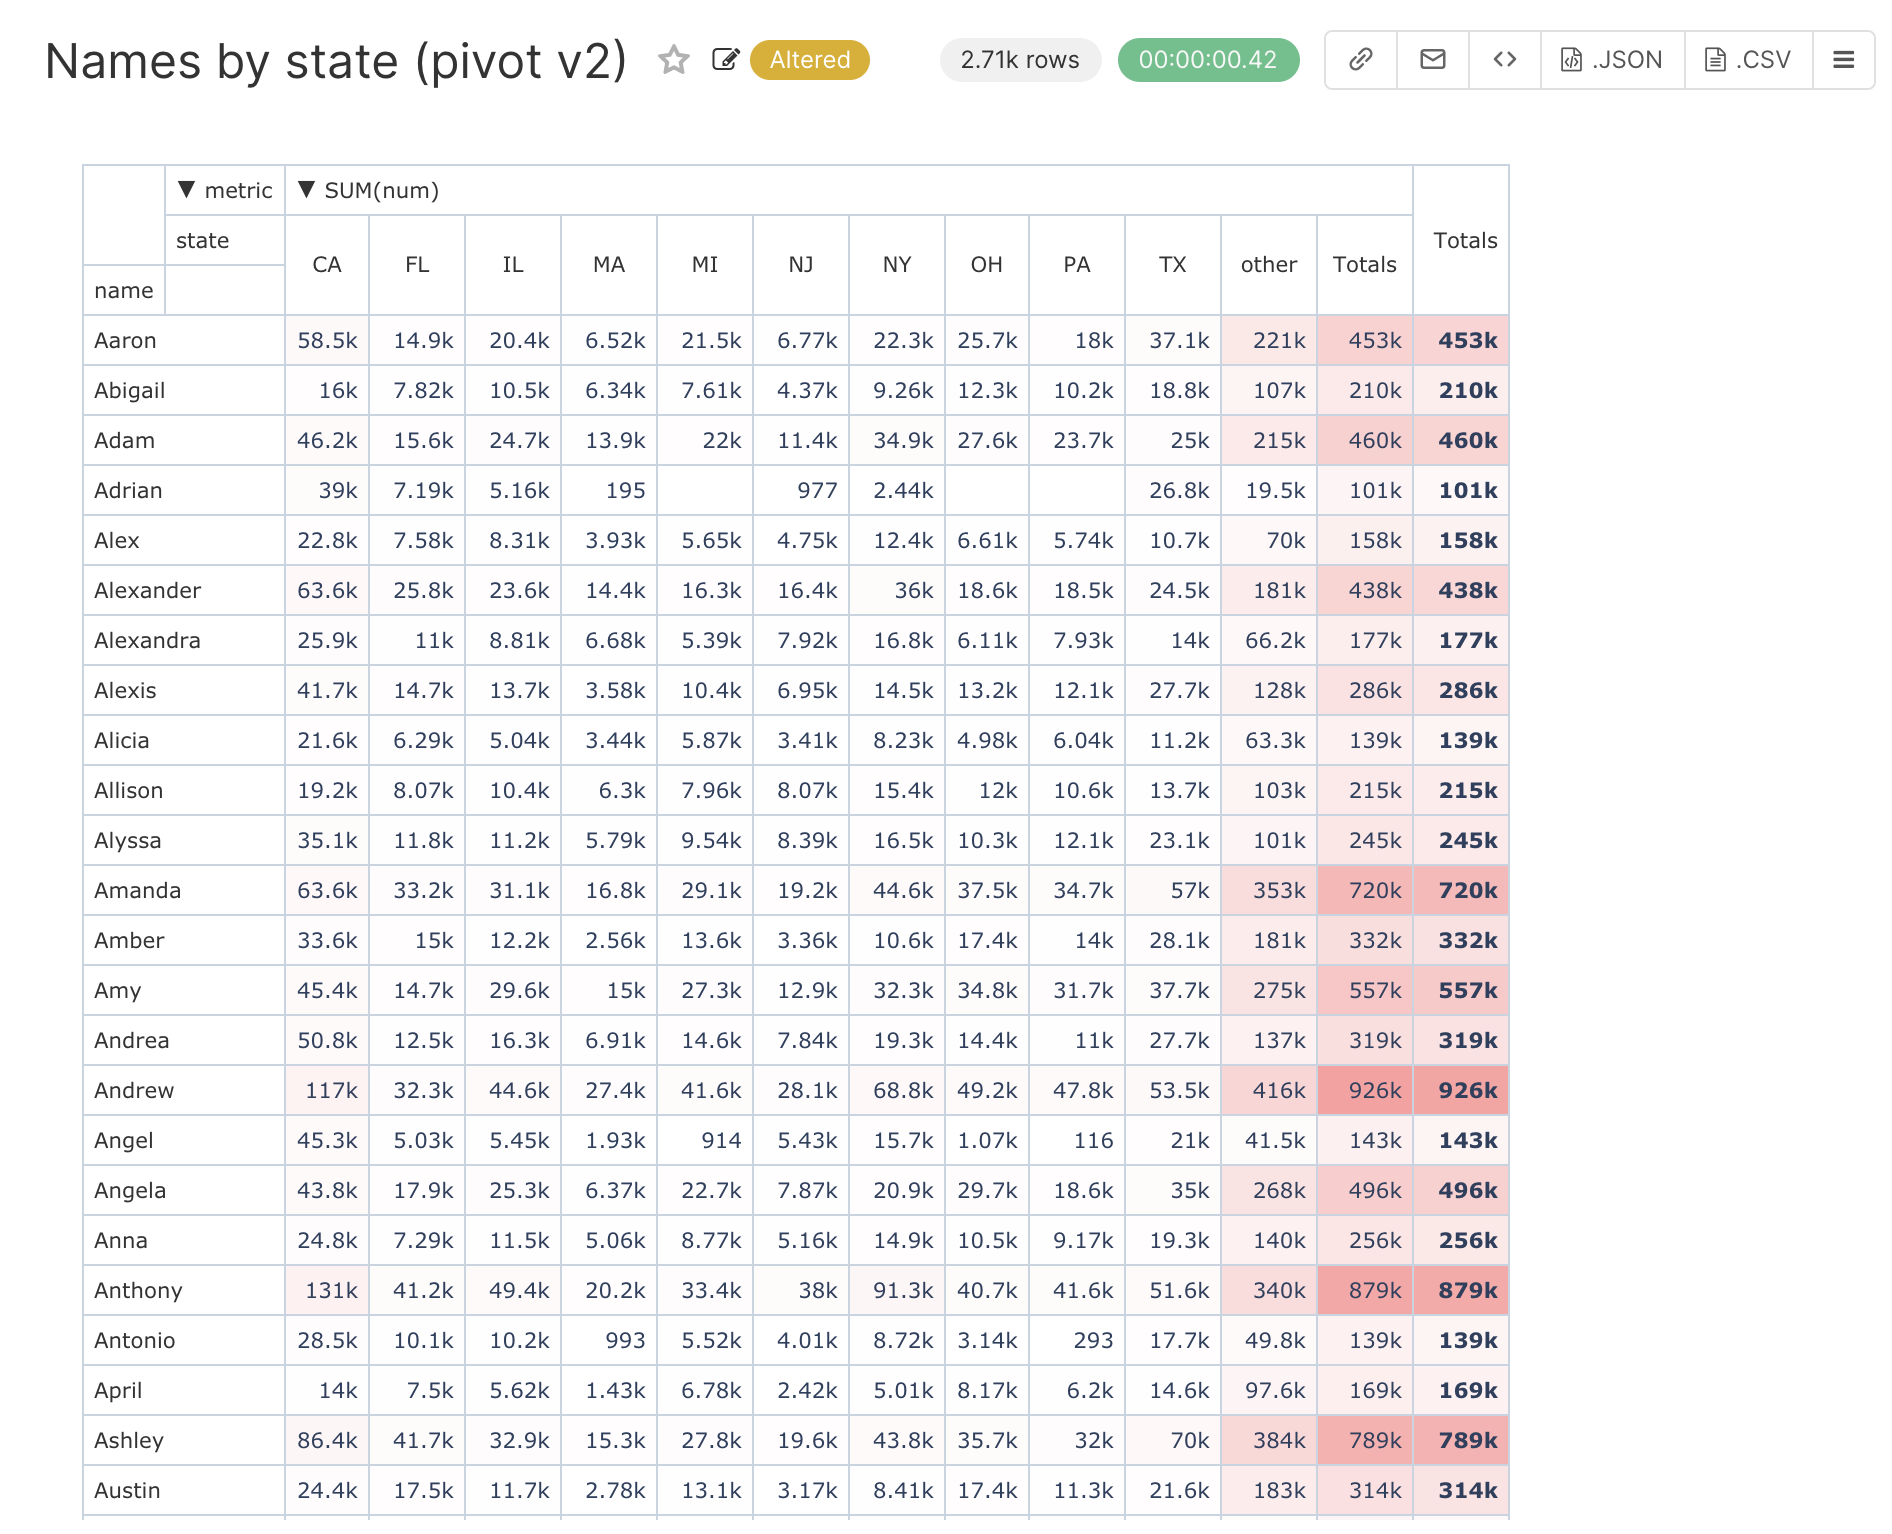 Names by state (pivot v2) Altered 2.71k rows 00:00:00.42 .JSON .CSV
▼ metric ▼ SUM(num)
state Totals
CA FL IL MA MI NJ NY OH PA TX other Totals
name
Aaron 58.5k 14.9k 20.4k 6.52k 21.5k 6.77k 22.3k 25.7k 18k 37.1k 221k 453k 453k
Abigail 16k 7.82k 10.5k 6.34k 7.61k 4.37k 9.26k 12.3k 10.2k 18.8k 107k 210k 210k
Adam 46.2k 15.6k 24.7k 13.9k 22k 11.4k 34.9k 27.6k 23.7k 25k 215k 460k 460k
Adrian 39k 7.19k 5.16k 195 977 2.44k 26.8k 19.5k 101k 101k
Alex 22.8k 7.58k 8.31k 3.93k 5.65k 4.75k 12.4k 6.61k 5.74k 10.7k 70k 158k 158k
Alexander 63.6k 25.8k 23.6k 14.4k 16.3k 16.4k 36k 18.6k 18.5k 24.5k 181k 438k 438k
Alexandra 25.9k 11k 8.81k 6.68k 5.39k 7.92k 16.8k 6.11k 7.93k 14k 66.2k 177k 177k
Alexis 41.7k 14.7k 13.7k 3.58k 10.4k 6.95k 14.5k 13.2k 12.1k 27.7k 128k 286k 286k
Alicia 21.6k 6.29k 5.04k 3.44k 5.87k 3.41k 8.23k 4.98k 6.04k 11.2k 63.3k 139k 139k
Allison 19.2k 8.07k 10.4k 6.3k 7.96k 8.07k 15.4k 12k 10.6k 13.7k 103k 215k 215k
Alyssa 35.1k 11.8k 11.2k 5.79k 9.54k 8.39k 16.5k 10.3k 12.1k 23.1k 101k 245k 245k
Amanda 63.6k 33.2k 31.1k 16.8k 29.1k 19.2k 44.6k 37.5k 34.7k 57k 353k 720k 720k
Amber 33.6k 15k 12.2k 2.56k 13.6k 3.36k 10.6k 17.4k 14k 28.1k 181k 332k 332k
Amy 45.4k 14.7k 29.6k 15k 27.3k 12.9k 32.3k 34.8k 31.7k 37.7k 275k 557k 557k
Andrea 50.8k 12.5k 16.3k 6.91k 14.6k 7.84k 19.3k 14.4k 11k 27.7k 137k 319k 319k
Andrew 117k 32.3k 44.6k 27.4k 41.6k 28.1k 68.8k 49.2k 47.8k 53.5k 416k 926k 926k
Angel 45.3k 5.03k 5.45k 1.93k 914 5.43k 15.7k 1.07k 116 21k 41.5k 143k 143k
Angela 43.8k 17.9k 25.3k 6.37k 22.7k 7.87k 20.9k 29.7k 18.6k 35k 268k 496k 496k
Anna 24.8k 7.29k 11.5k 5.06k 8.77k 5.16k 14.9k 10.5k 9.17k 19.3k 140k 256k 256k
Anthony 131k 41.2k 49.4k 20.2k 33.4k 38k 91.3k 40.7k 41.6k 51.6k 340k 879k 879k
Antonio 28.5k 10.1k 10.2k 993 5.52k 4.01k 8.72k 3.14k 293 17.7k 49.8k 139k 139k
April 14k 7.5k 5.62k 1.43k 6.78k 2.42k 5.01k 8.17k 6.2k 14.6k 97.6k 169k 169k
Ashley 86.4k 41.7k 32.9k 15.3k 27.8k 19.6k 43.8k 35.7k 32k 70k 384k 789k 789k
Austin 24.4k 17.5k 11.7k 2.78k 13.1k 3.17k 8.41k 17.4k 11.3k 21.6k 183k 314k 314k